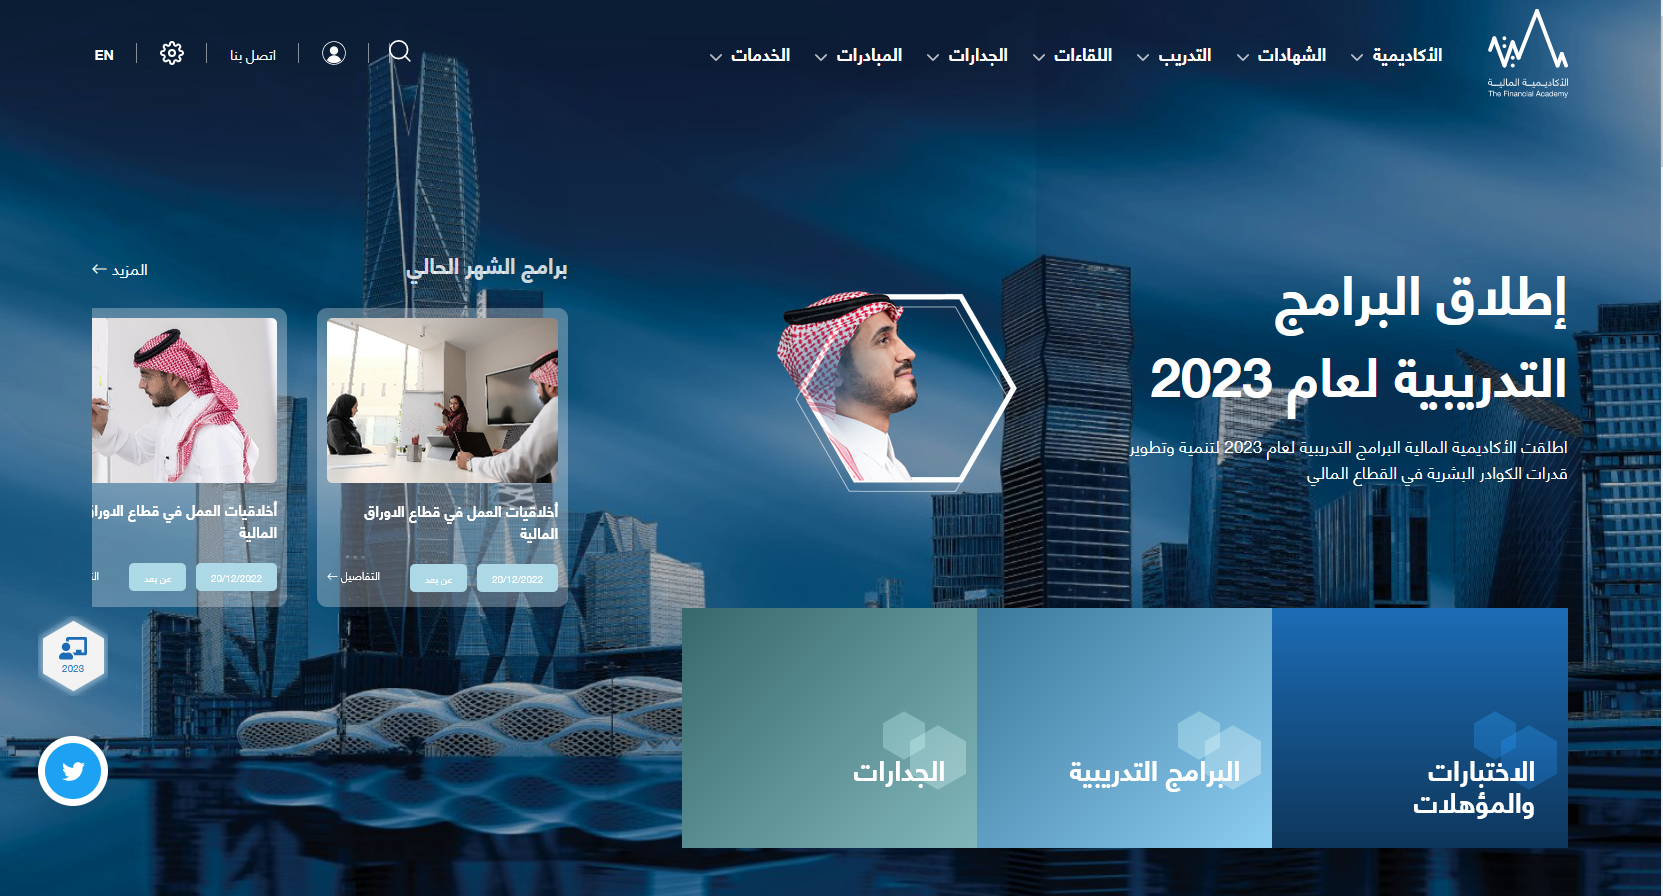 الأكاديميـة الماليـة
The Financial Academy
الأكاديمية
الشهادات
التدريب
اللقاءات
الجدارات
المبادرات
الخدمات
اتصل بنا
EN
إطلاق البرامج
التدريبية لعام 2023
اطلقت الأكاديمية المالية البرامج التدريبية لعام 2023 لتنمية وتطوير
قدرات الكوادر البشرية في القطاع المالي
برامج الشهر الحالي
المزيد
أخلاقيات العمل في قطاع الاوراق
المالية
20/12/2022
عن بعد
التفاصيل
أخلاقيات العمل في قطاع الاوراق
المالية
20/12/2022
عن بعد
2023
الاختبارات
والمؤهلات
البرامج التدريبية
الجدارات